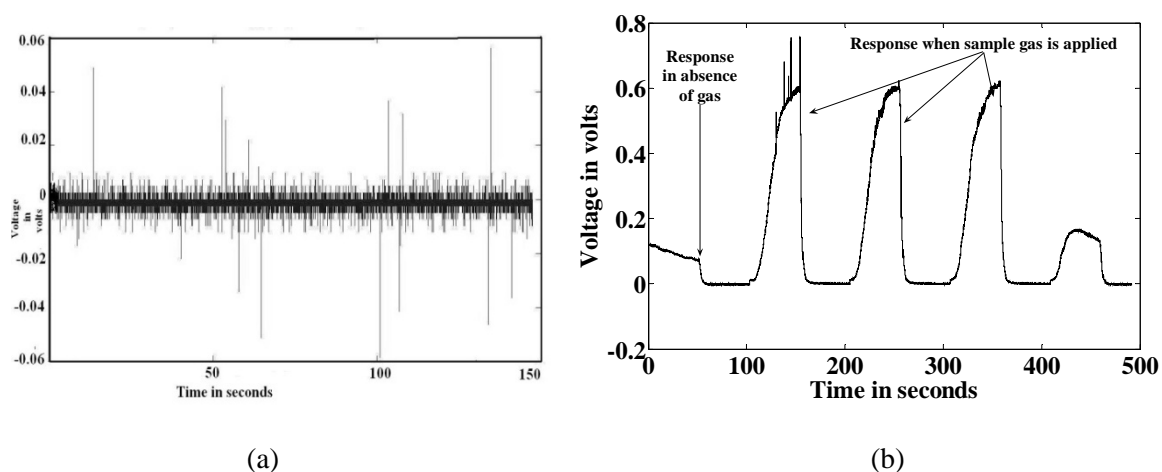 0.06
0.04
0.02
0
Voltage
in
volts
-0.02
-0.04
-0.06
50
100
150
Time in seconds
(a)
0.8
0.6
0.4
0.2
0
-0.2
Voltage in volts
Response
in absence
of gas
Response when sample gas is applied
0
100
200
300
400
500
Time in seconds
(b)